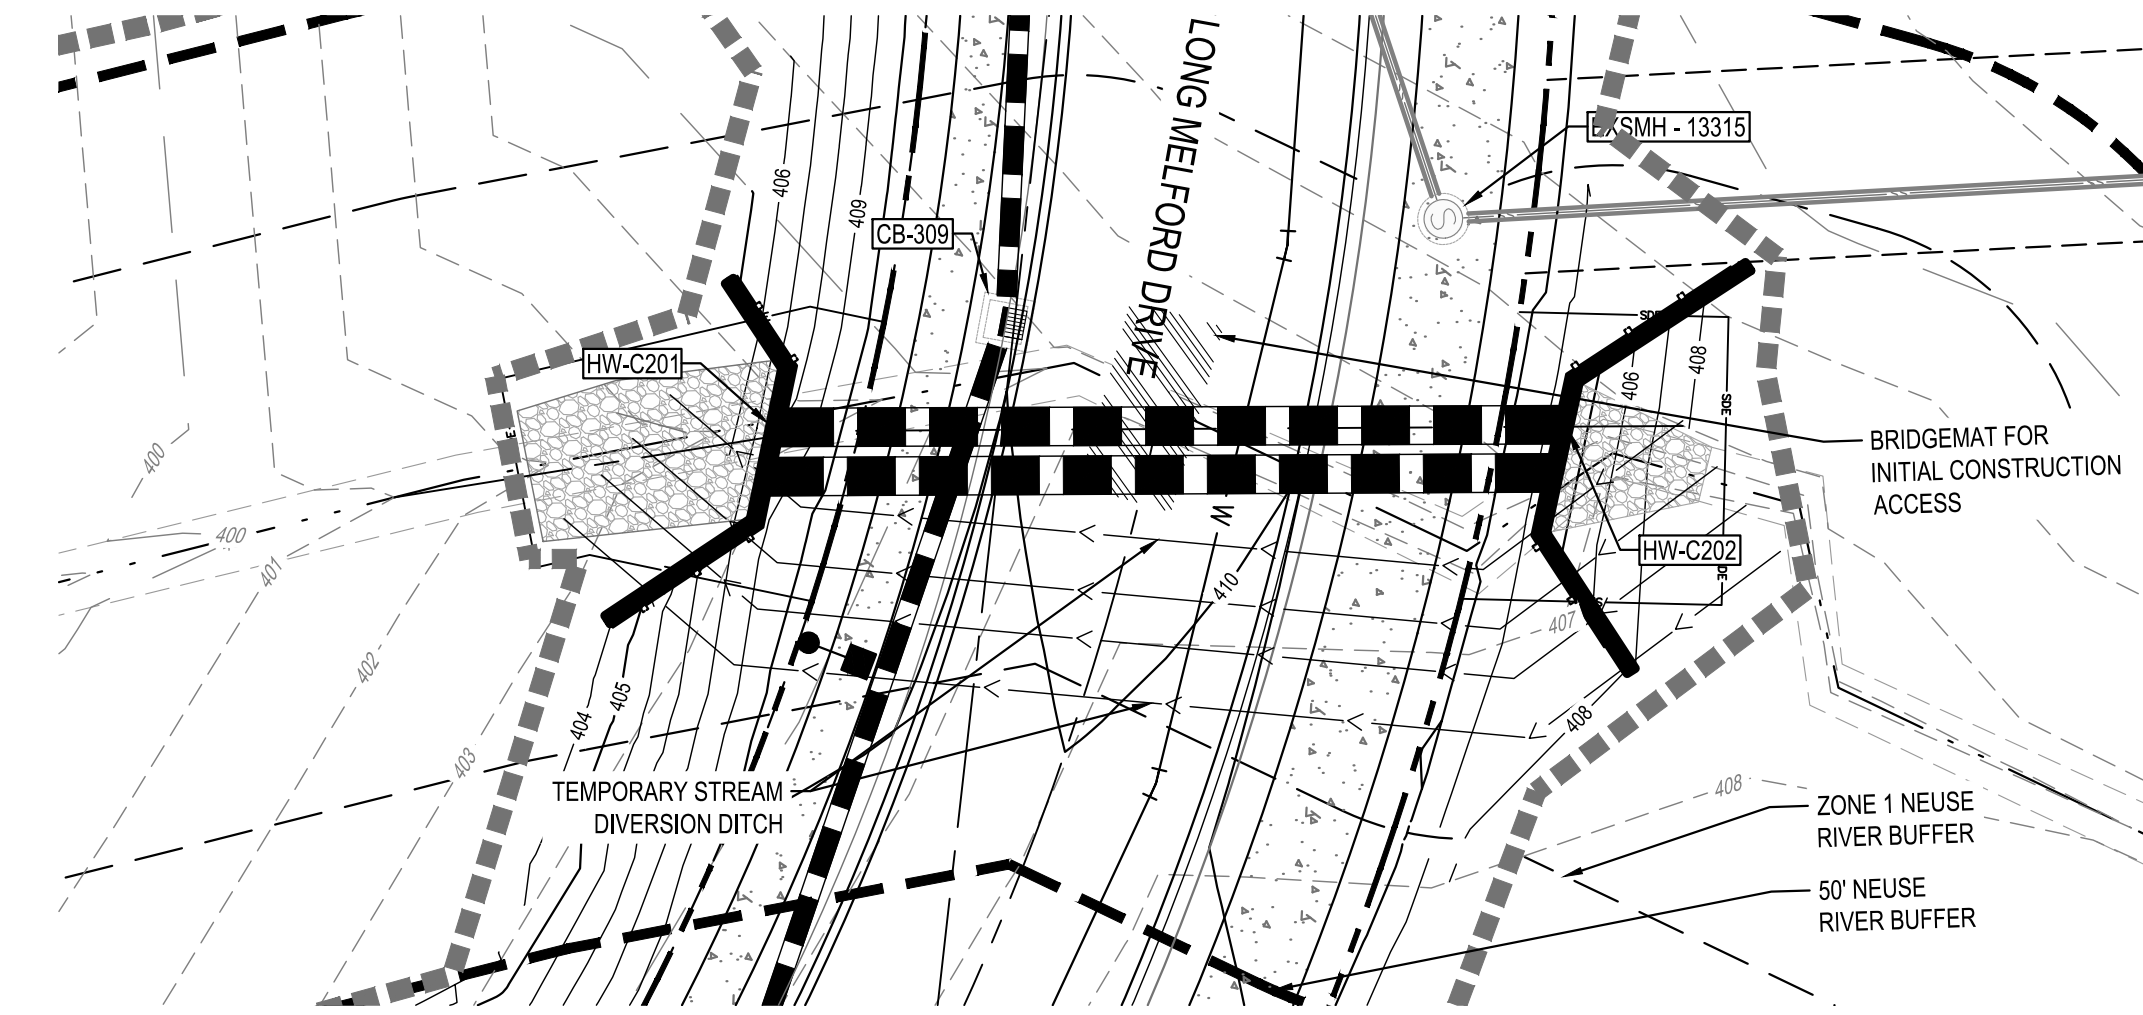 LONG MELFORD DRIVE
EXSMH - 13315
406
409
CB-309
HW-C201
406
408
SDE
BRIDGEMAT FOR
INITIAL CONSTRUCTION
ACCESS
400
400
401
W
HW-C202
410
407
402
404
405
403
408
408
TEMPORARY STREAM
DIVERSION DITCH
ZONE 1 NEUSE
RIVER BUFFER
50' NEUSE
RIVER BUFFER